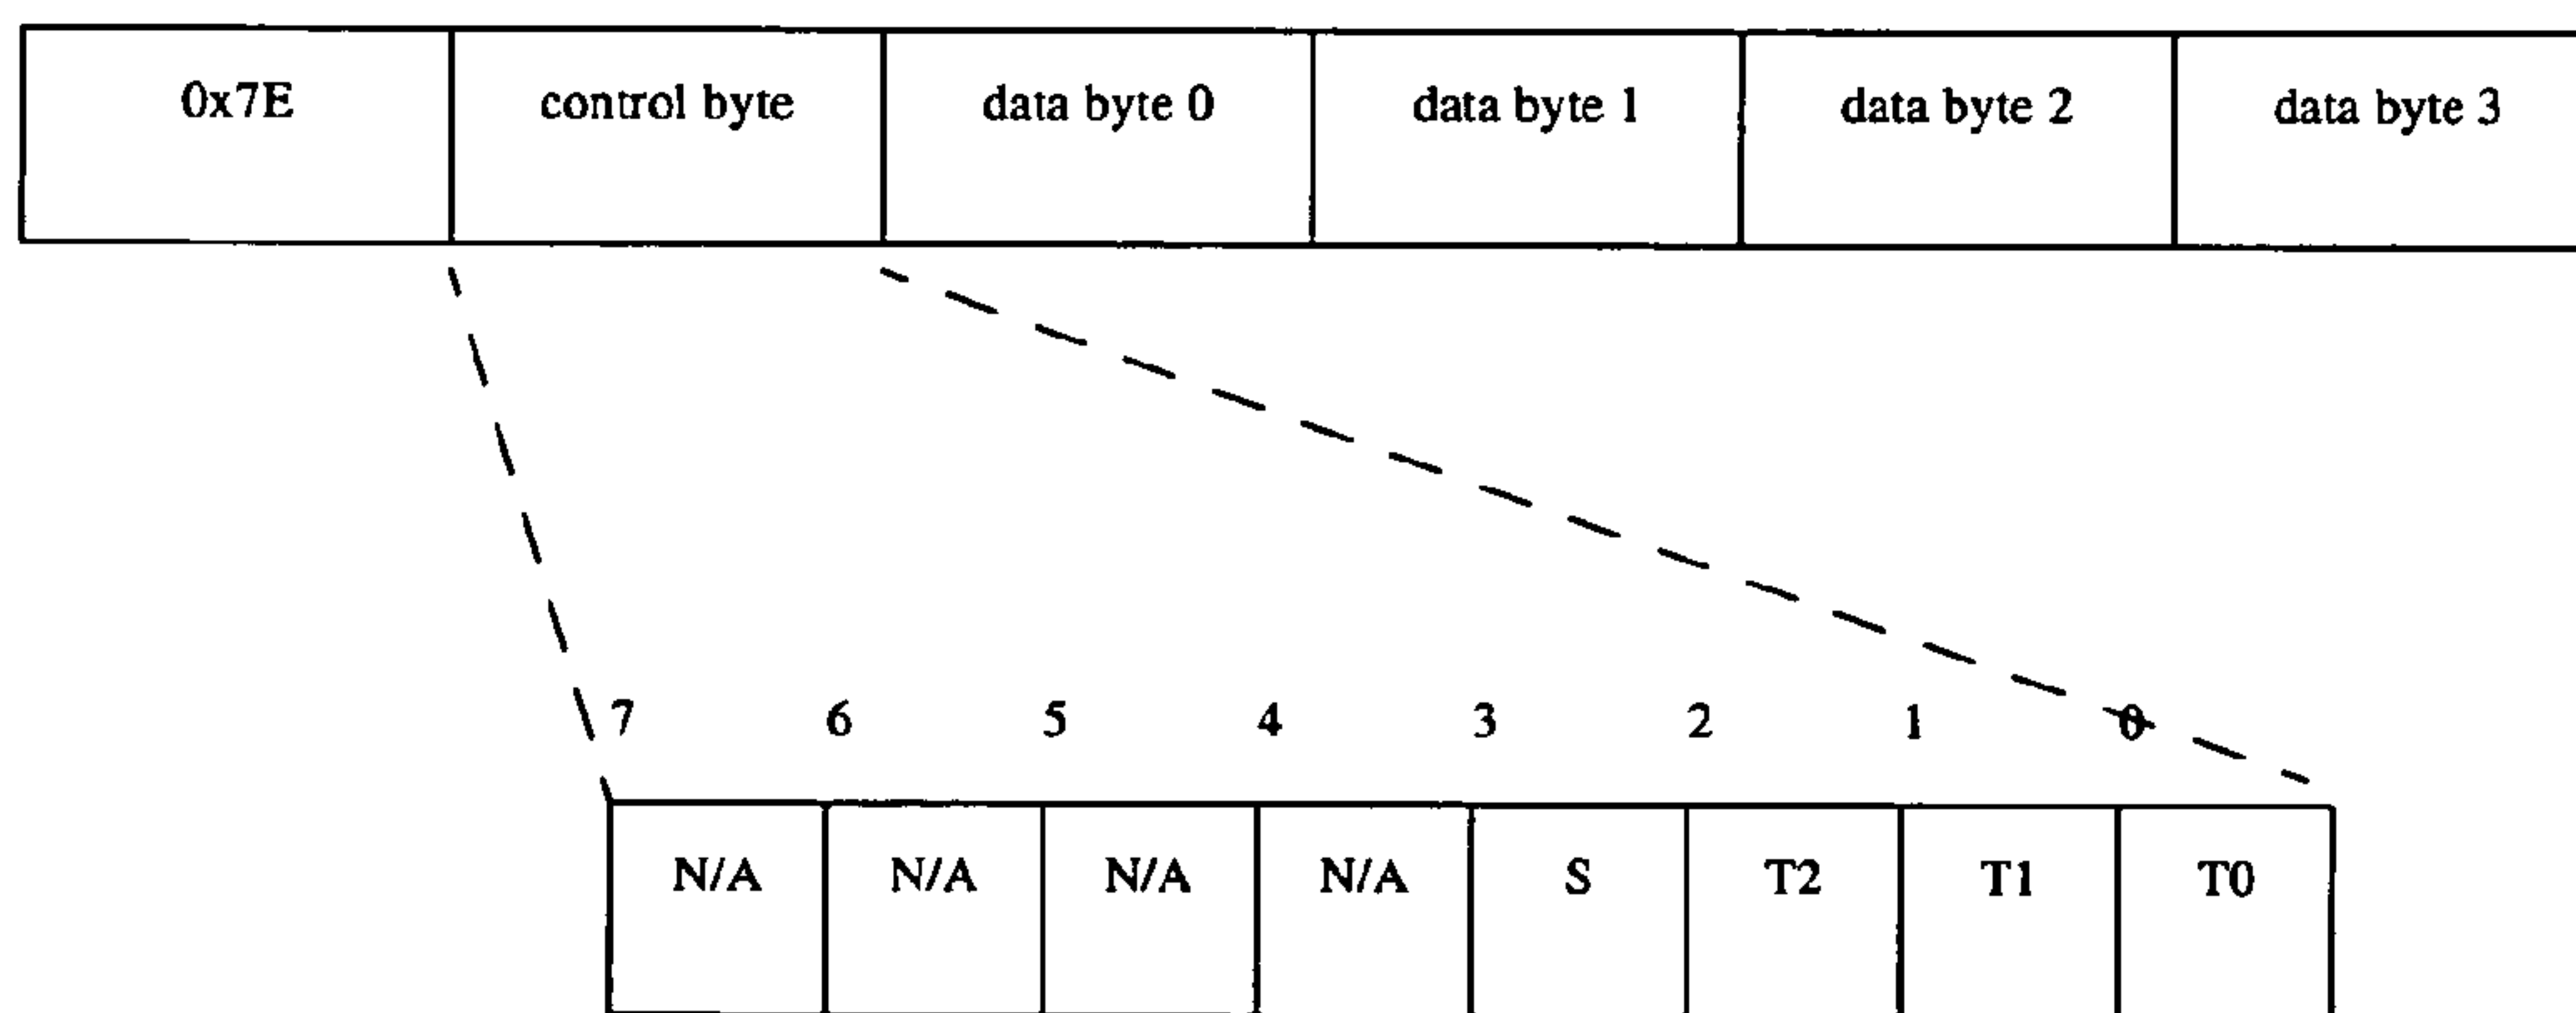 0x7E control byte data byte 0 data byte 1 data byte 2 data byte 3
7 6 5 4 3 2 1 0
N/A N/A N/A N/A S T2 T1 T0